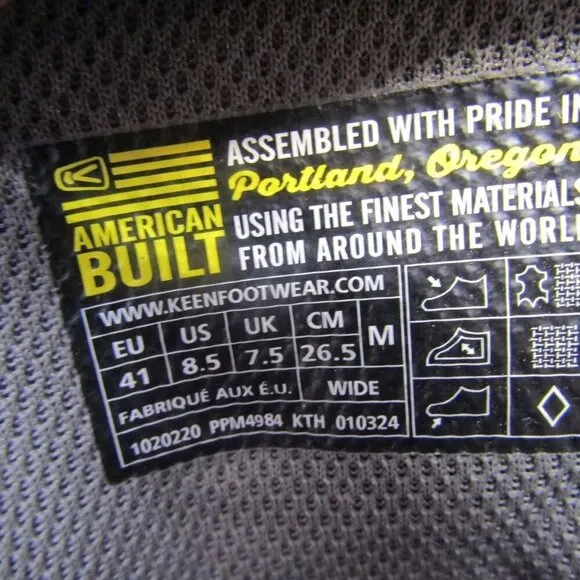 ASSEMBLED WITH PRIDE IN
Portland, Oregon
USING THE FINEST MATERIALS
FROM AROUND THE WORLD
AMERICAN
BUILT
WWW.KEENFOOTWEAR.COM
EU US UK CM M
41 8.5 7.5 26.5
FABRIQUÉ AUX É.U. WIDE
1020220 PPM4984 KTH 010324